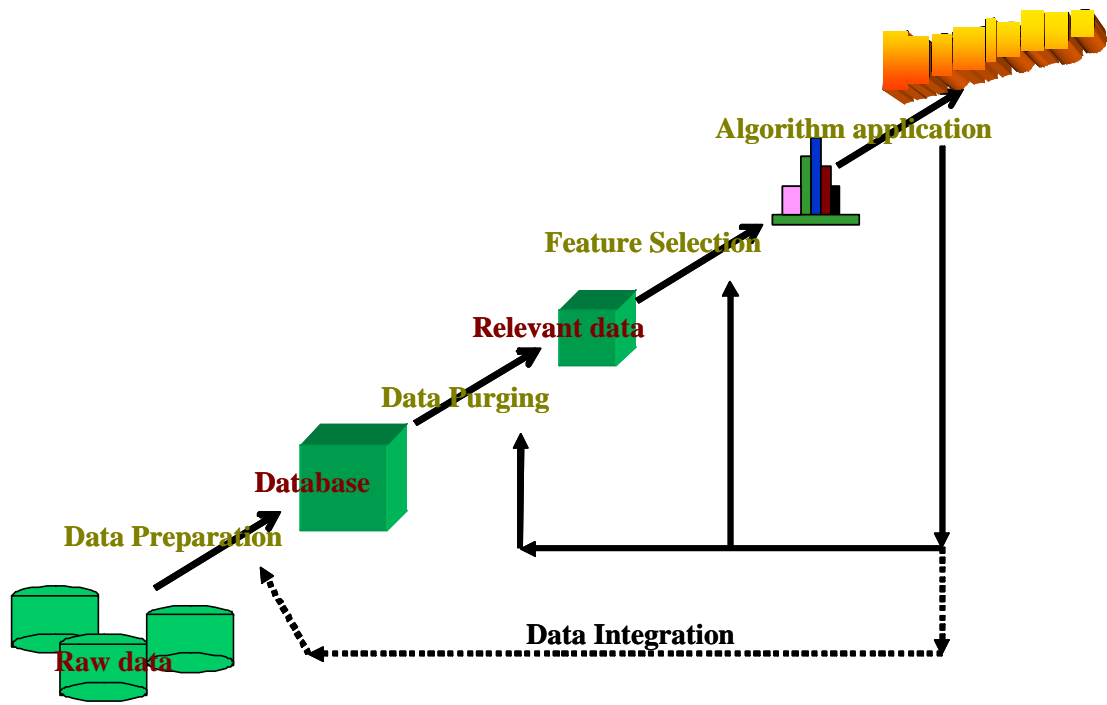 Algorithm application
Feature Selection
Relevant data
Data Purging
Database
Data Preparation
Data Integration
Raw data